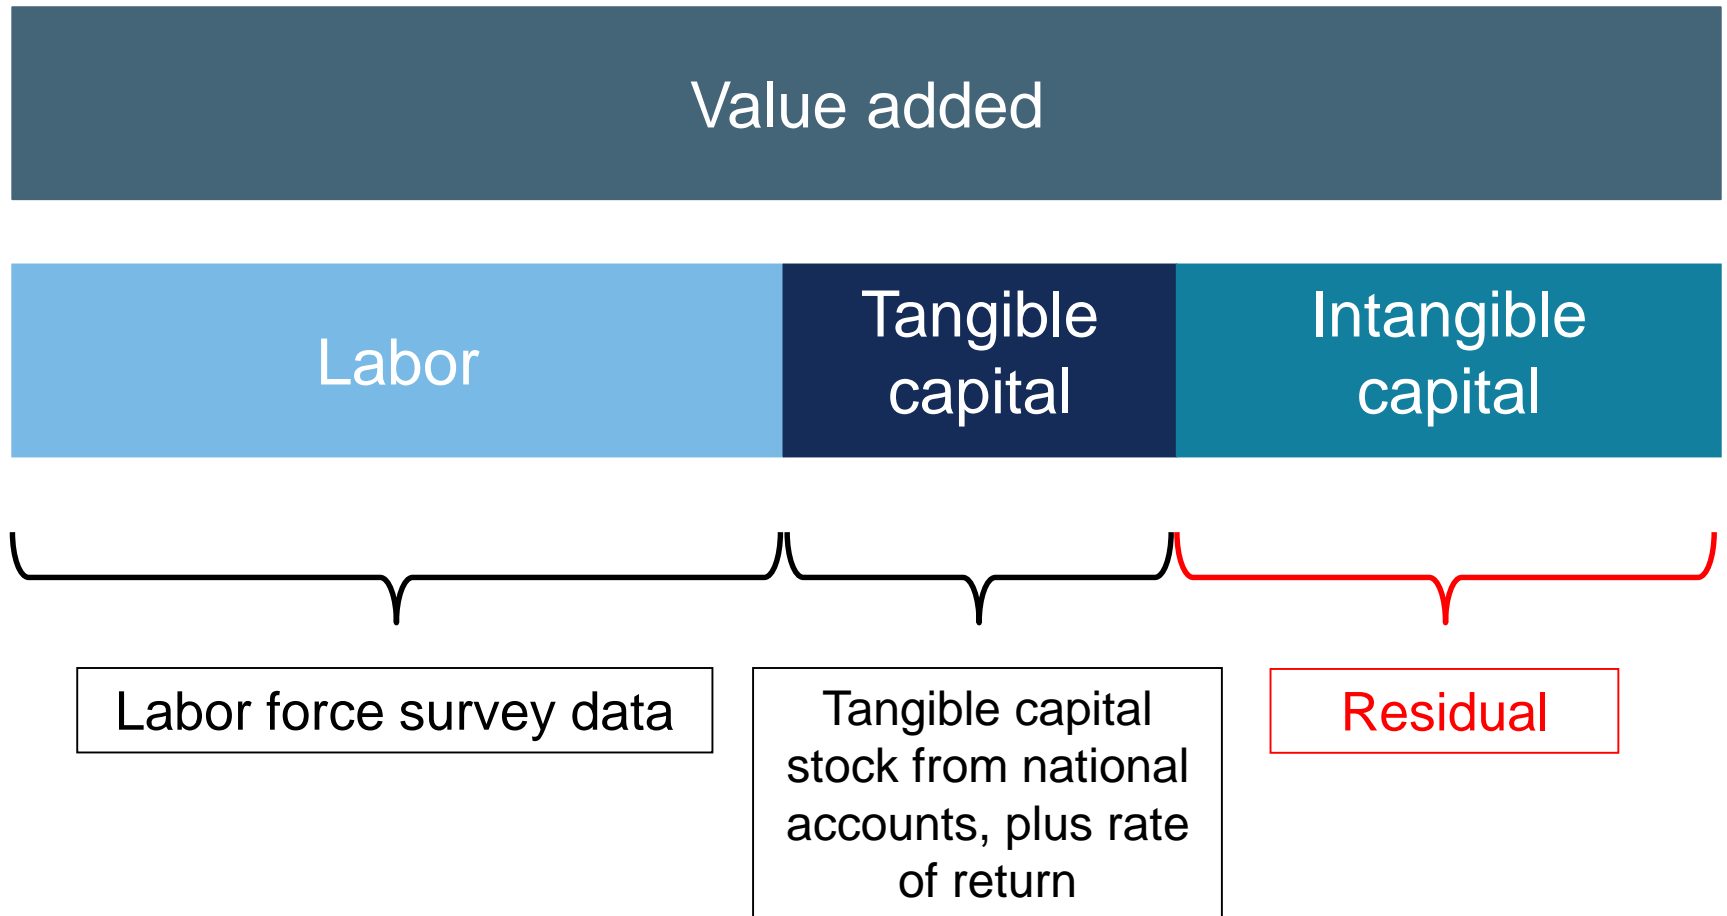 Value added
Labor
Tangible
capital
Intangible
capital
Labor force survey data
Tangible capital
stock from national
accounts, plus rate
of return
Residual